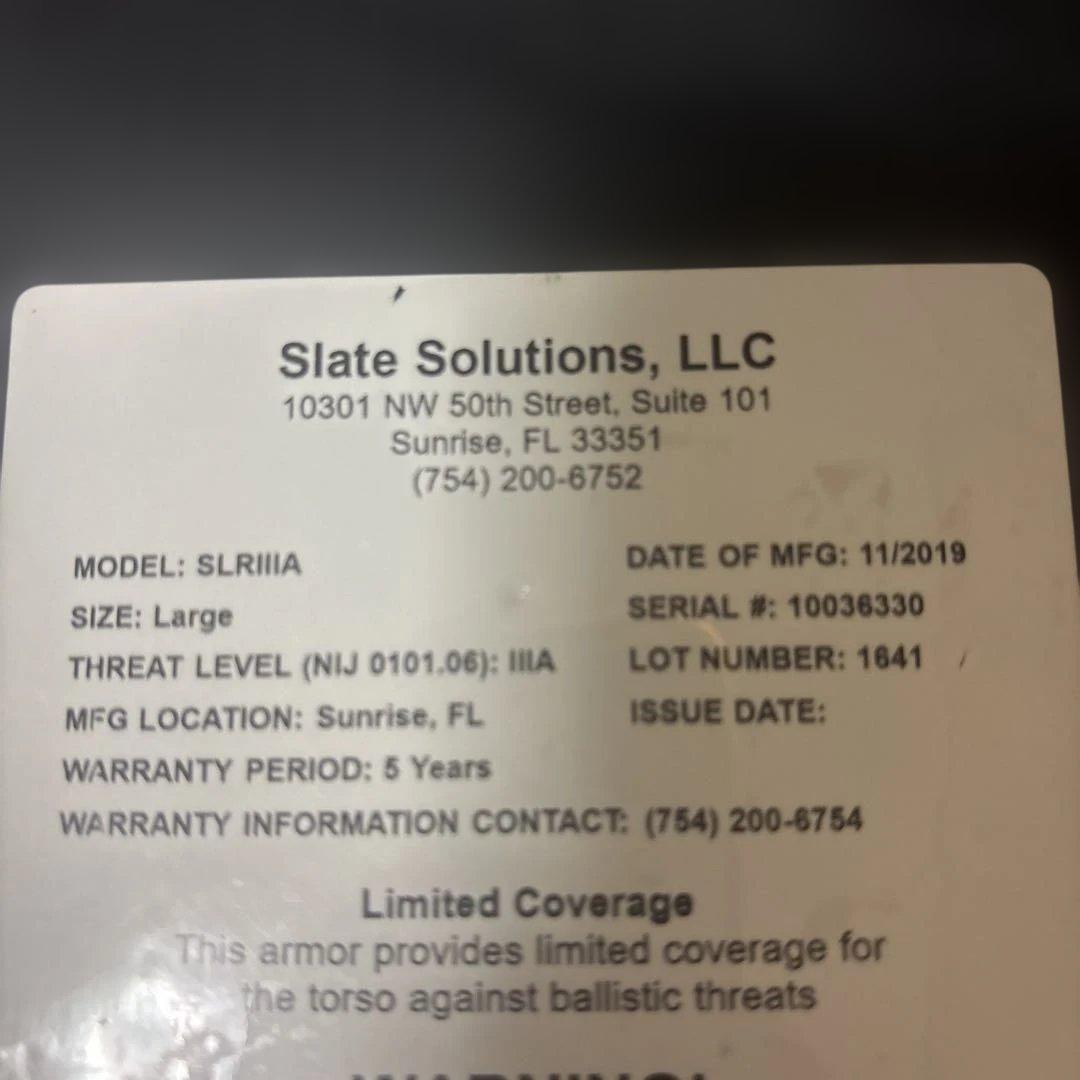 Slate Solutions, LLC
10301 NW 50th Street, Suite 101
Sunrise, FL 33351
(754) 200-6752
MODEL: SLRIIIA
DATE OF MFG: 11/2019
SIZE: Large
SERIAL #: 10036330
THREAT LEVEL (NIJ 0101.06): IIIA
LOT NUMBER: 1641
MFG LOCATION: Sunrise, FL
ISSUE DATE:
WARRANTY PERIOD: 5 Years
WARRANTY INFORMATION CONTACT: (754) 200-6754
Limited Coverage
This armor provides limited coverage for
the torso against ballistic threats
WARNING!